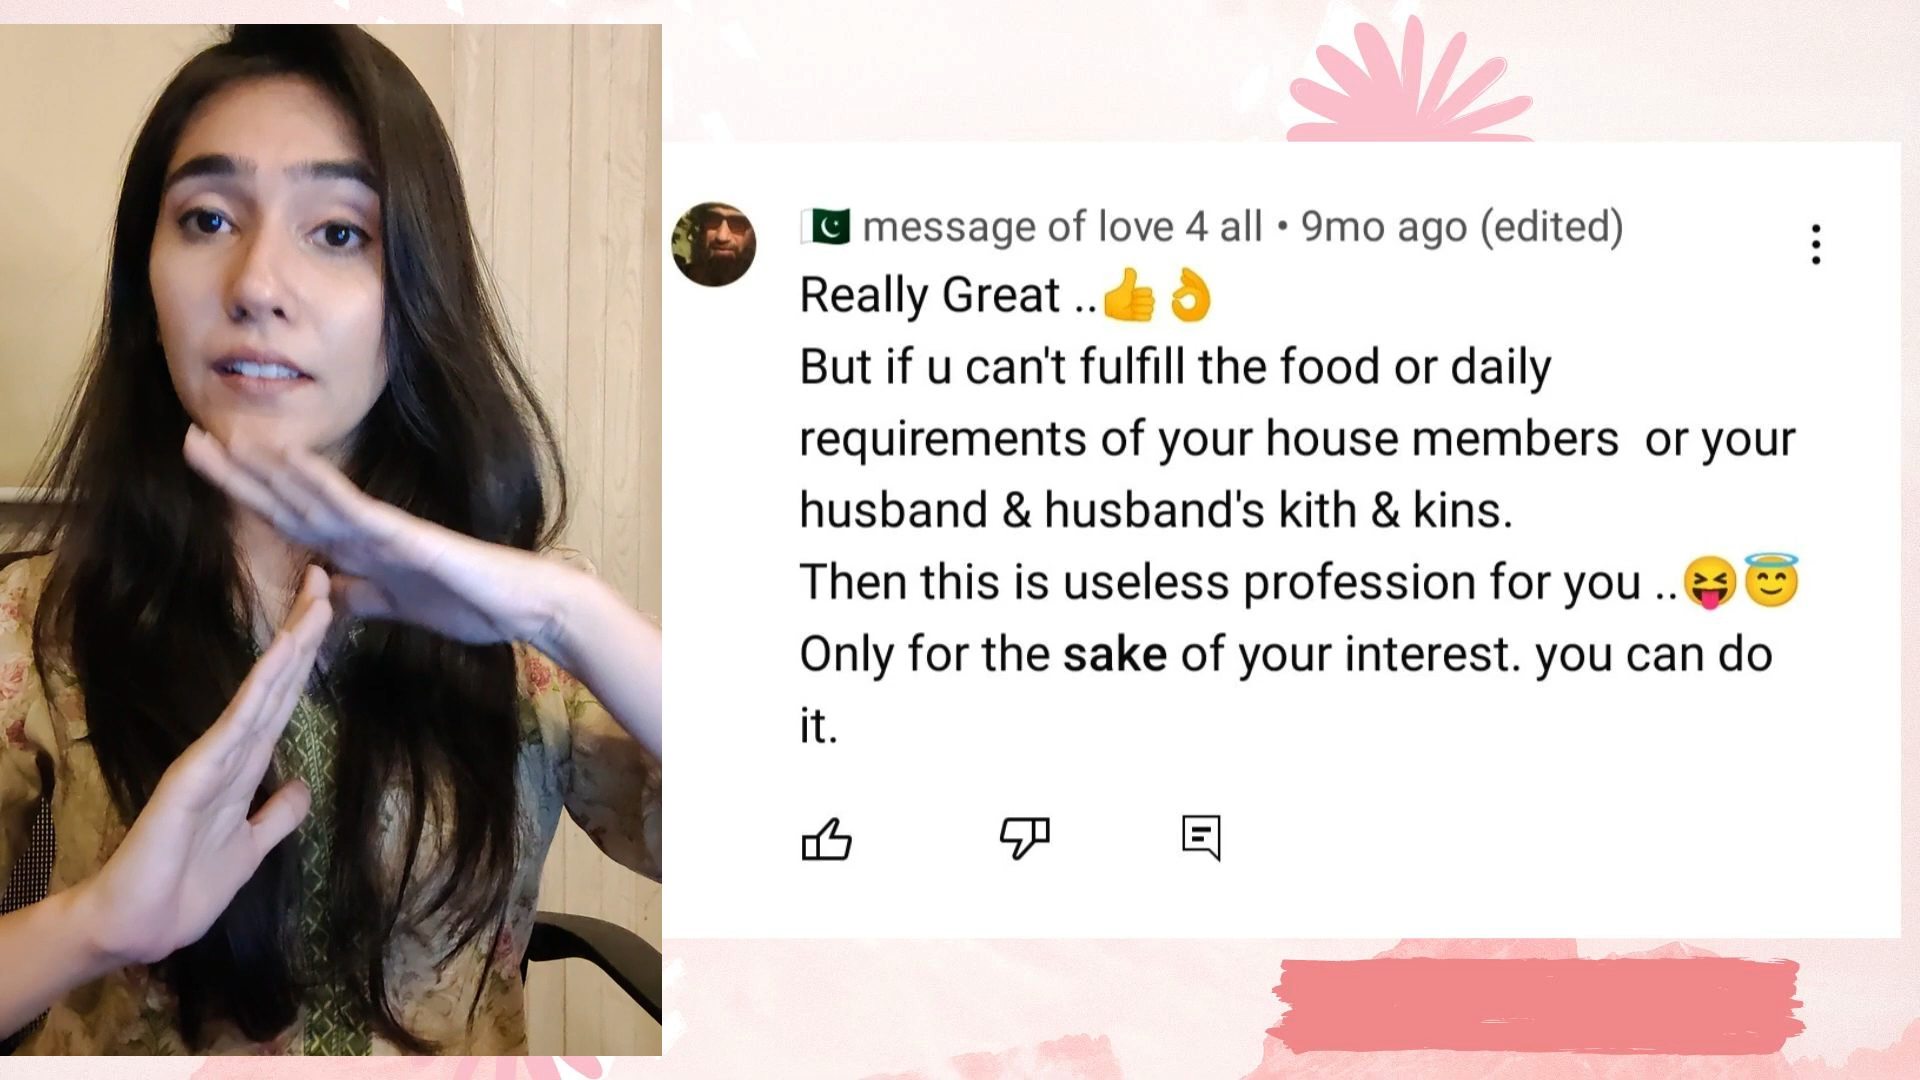 🇵🇰 message of love 4 all • 9mo ago (edited)
Really Great ..👍👌
But if u can't fulfill the food or daily
requirements of your house members  or your
husband & husband's kith & kins.
Then this is useless profession for you ..😝😇
Only for the sake of your interest. you can do
it.